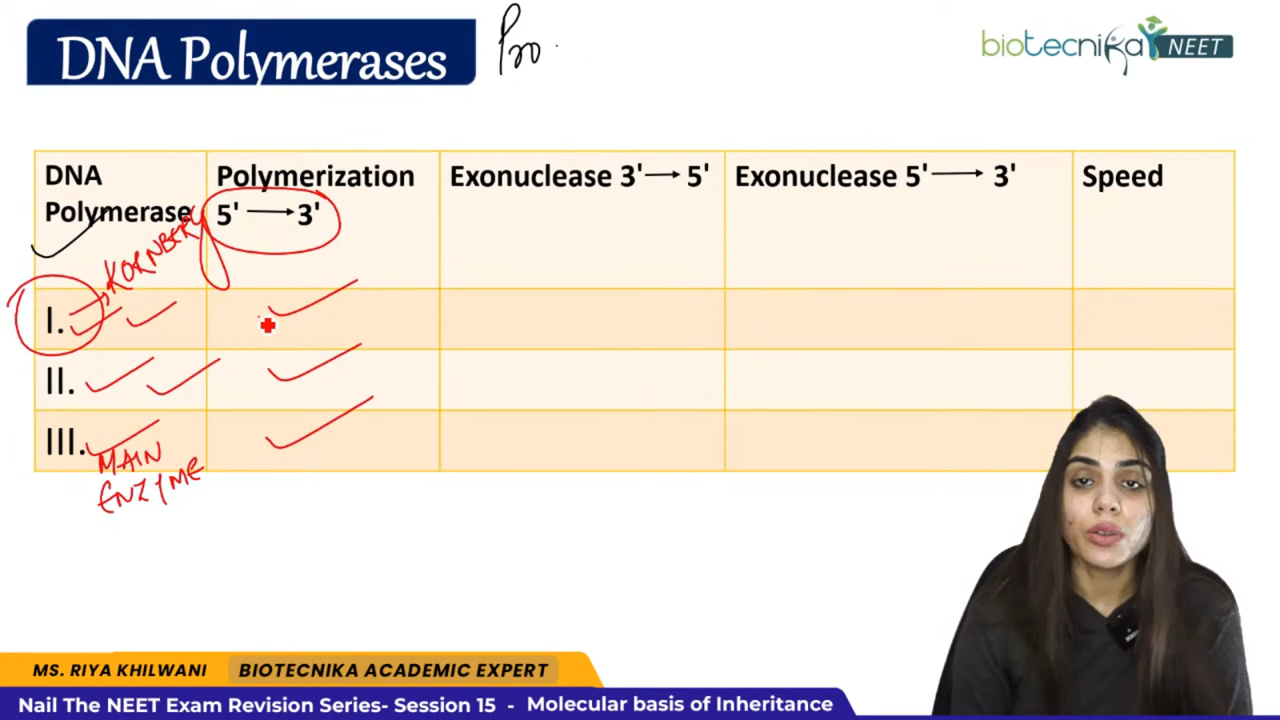 DNA Polymerases
Pro
biotecnika NEET
DNA
Polymerase
Polymerization
5' → 3'
Exonuclease 3' → 5'
Exonuclease 5' → 3'
Speed
KORNBERG
I.
II.
III.
MAIN
ENZYME
MS. RIYA KHILWANI BIOTECNIKA ACADEMIC EXPERT
Nail The NEET Exam Revision Series- Session 15 - Molecular basis of Inheritance